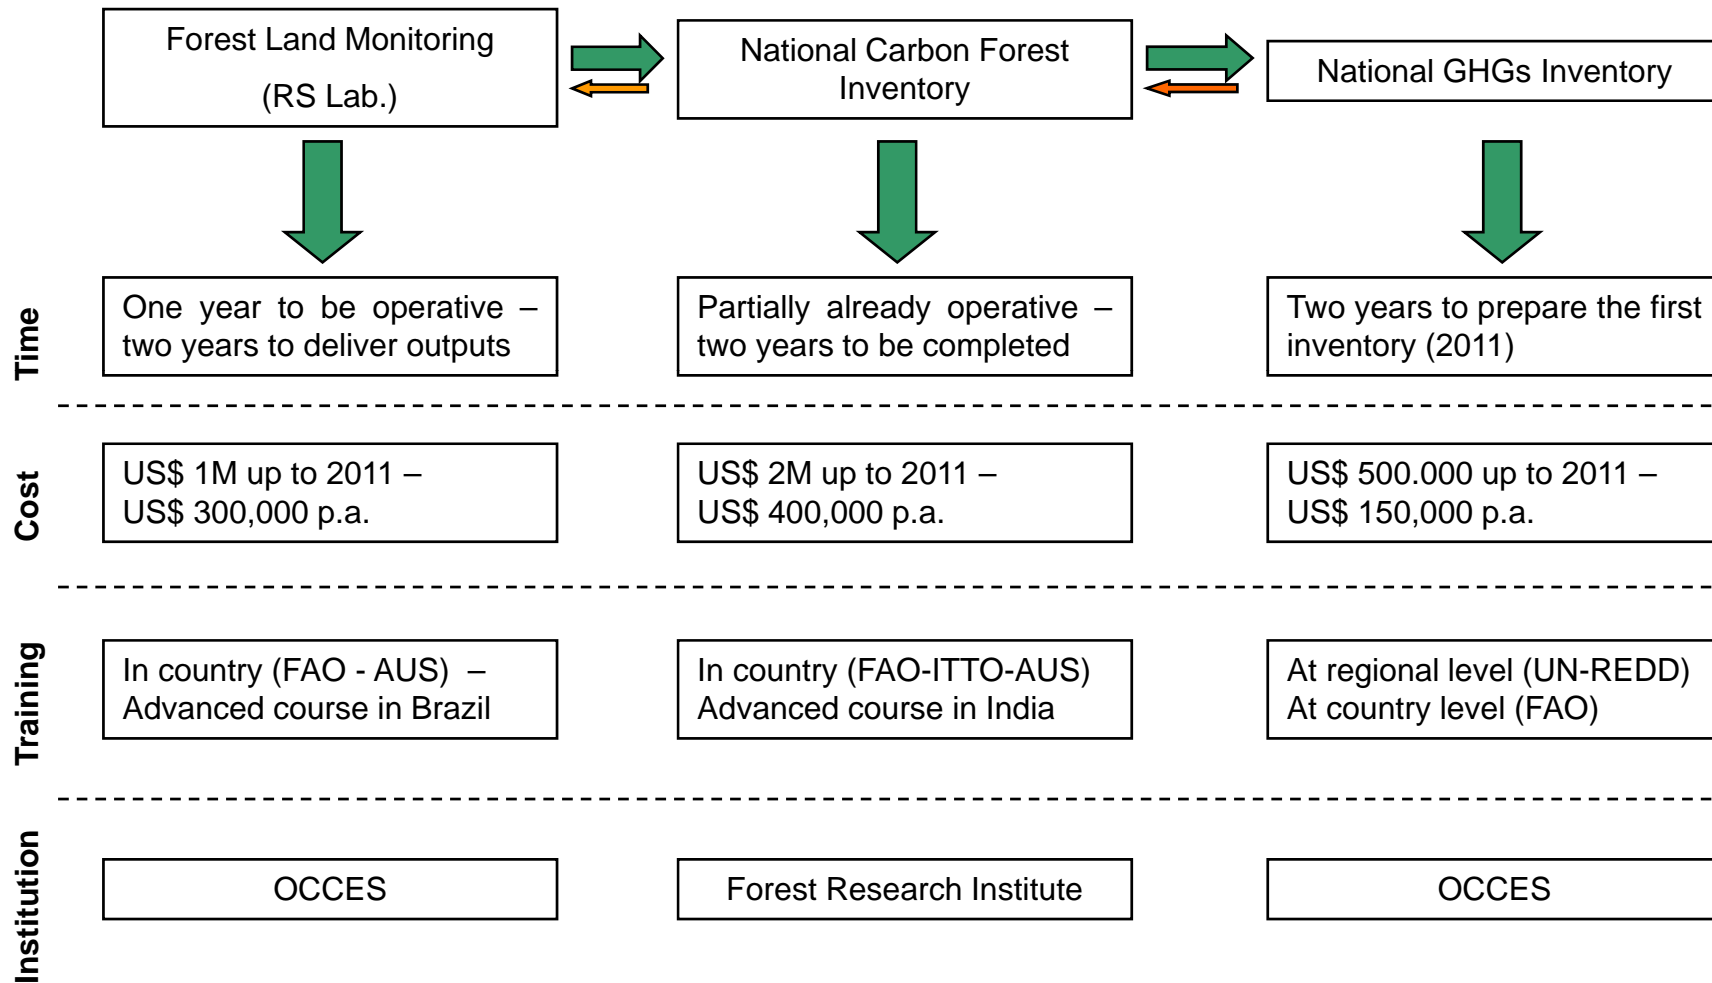 Forest Land Monitoring
(RS Lab.)
National Carbon Forest
Inventory
National GHGs Inventory
Time
One year to be operative –
two years to deliver outputs
Partially already operative –
two years to be completed
Two years to prepare the first
inventory (2011)
Cost
US$ 1M up to 2011 –
US$ 300,000 p.a.
US$ 2M up to 2011 –
US$ 400,000 p.a.
US$ 500.000 up to 2011 –
US$ 150,000 p.a.
Training
In country (FAO - AUS) –
Advanced course in Brazil
In country (FAO-ITTO-AUS)
Advanced course in India
At regional level (UN-REDD)
At country level (FAO)
Institution
OCCES
Forest Research Institute
OCCES